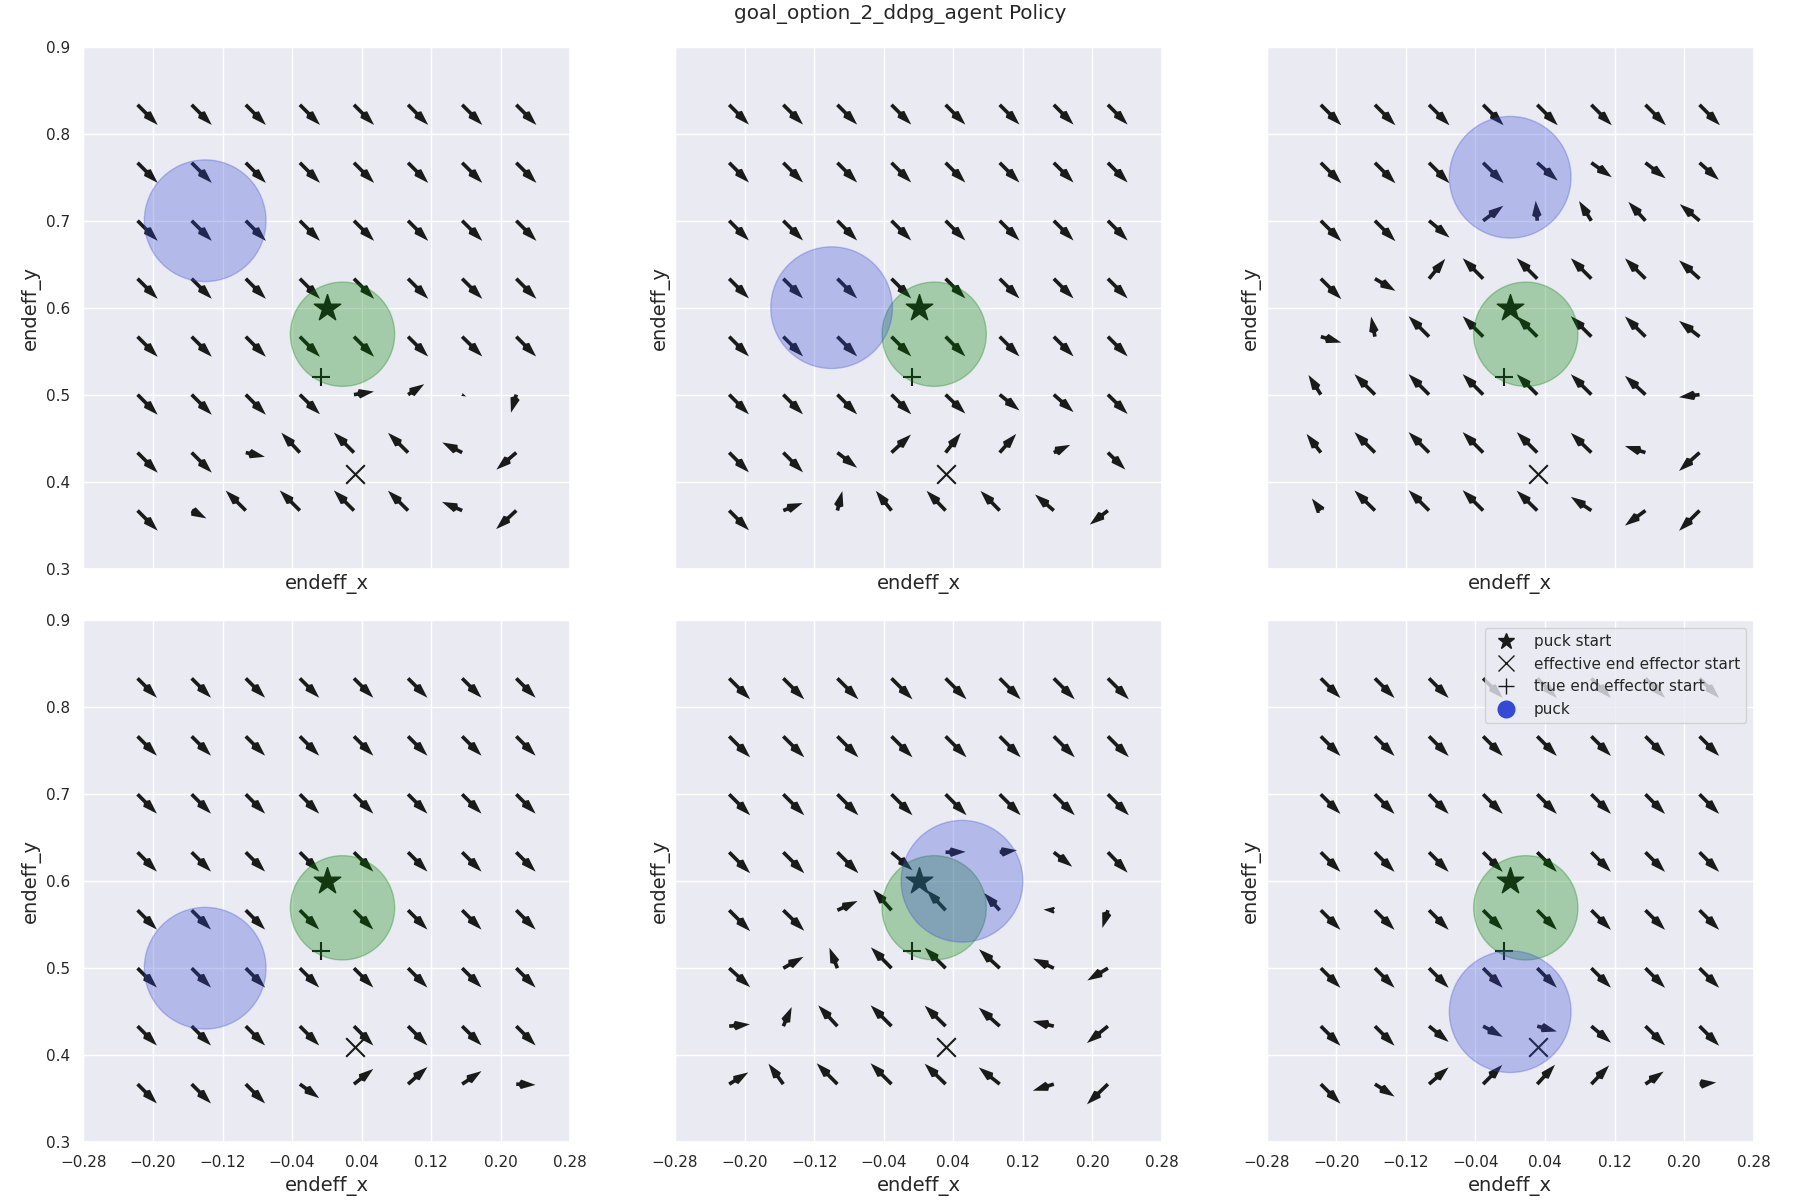 goal_option_2_ddpg_agent Policy
0.9
0.8
0.7
0.6
0.5
0.4
0.3
endeff_y
endeff_x
endeff_y
endeff_x
endeff_y
endeff_x
0.9
0.8
0.7
0.6
0.5
0.4
0.3
endeff_y
−0.28 −0.20 −0.12 −0.04 0.04 0.12 0.20 0.28
endeff_x
endeff_y
−0.28 −0.20 −0.12 −0.04 0.04 0.12 0.20 0.28
endeff_x
puck start
effective end effector start
true end effector start
puck
endeff_y
−0.28 −0.20 −0.12 −0.04 0.04 0.12 0.20 0.28
endeff_x